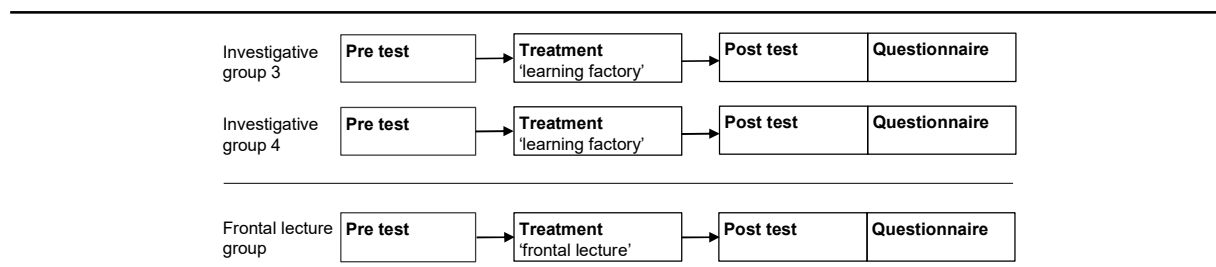 Investigative group 3
Pre test
Treatment
‘learning factory’
Post test
Questionnaire
Investigative group 4
Pre test
Treatment
‘learning factory’
Post test
Questionnaire
Frontal lecture group
Pre test
Treatment
‘frontal lecture’
Post test
Questionnaire